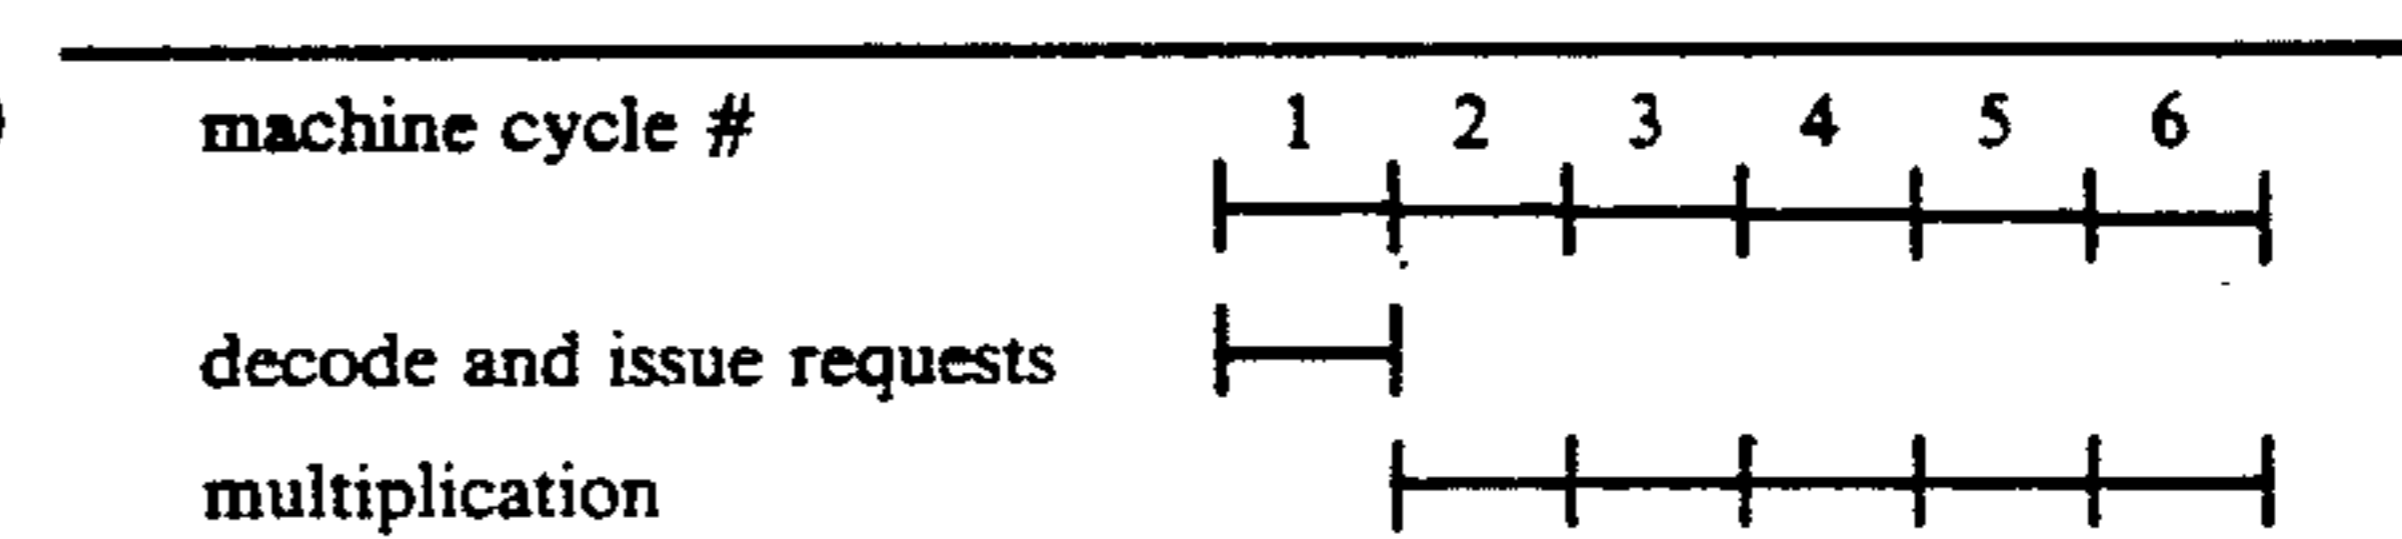 machine cycle # 1 2 3 4 5 6
decode and issue requests
multiplication